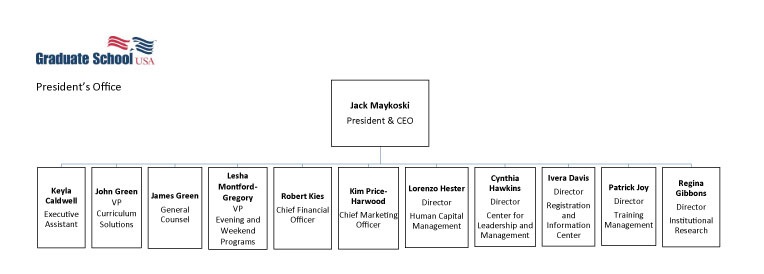 Graduate School USA
President's Office
Jack Maykoski
President & CEO
Keyla
Caldwell
Executive
Assistant
John Green
VP
Curriculum
Solutions
James Green
General
Counsel
Lesha
Montford-
Gregory
VP
Evening and
Weekend
Programs
Robert Kies
Chief Financial
Officer
Kim Price-
Harwood
Chief Marketing
Officer
Lorenzo Hester
Director
Human Capital
Management
Cynthia
Hawkins
Director
Center for
Leadership and
Management
Ivera Davis
Director
Registration
and
Information
Center
Patrick Joy
Director
Training
Management
Regina
Gibbons
Director
Institutional
Research